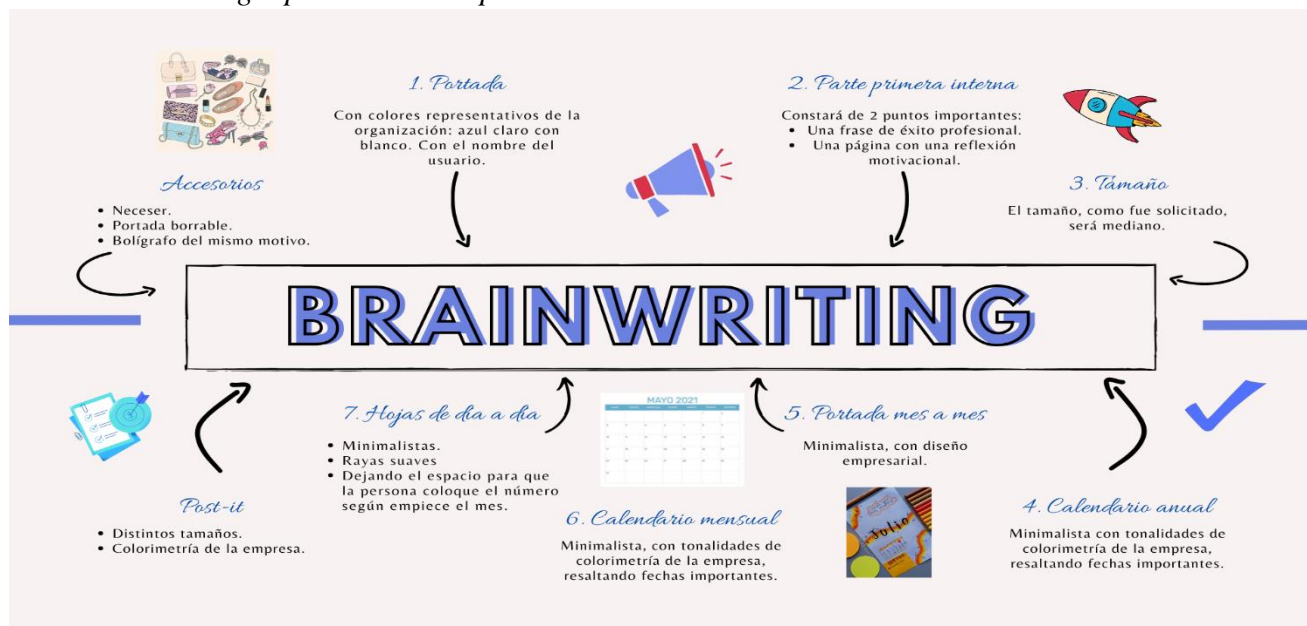 1. Portada
Con colores representativos de la
organización: azul claro con
blanco. Con el nombre del
usuario.
2. Parte primera interna
Constará de 2 puntos importantes:
• Una frase de éxito profesional.
• Una página con una reflexión
motivacional.
3. Tamaño
El tamaño, como fue solicitado,
será mediano.
Accesorios
• Neceser.
• Portada borrable.
• Bolígrafo del mismo motivo.
BRAINWRITING
7. Hojas de dia a dia
• Minimalistas.
• Rayas suaves
• Dejando el espacio para que
la persona coloque el número
según empiece el mes.
MAYO 2021
5. Portada mes a mes
Minimalista, con diseño
empresarial.
Julio
Post-it
• Distintos tamaños.
• Colorimetría de la empresa.
6. Calendario mensual
Minimalista, con tonalidades de
colorimetría de la empresa,
resaltando fechas importantes.
4. Calendario anual
Minimalista con tonalidades de
colorimetría de la empresa,
resaltando fechas importantes.